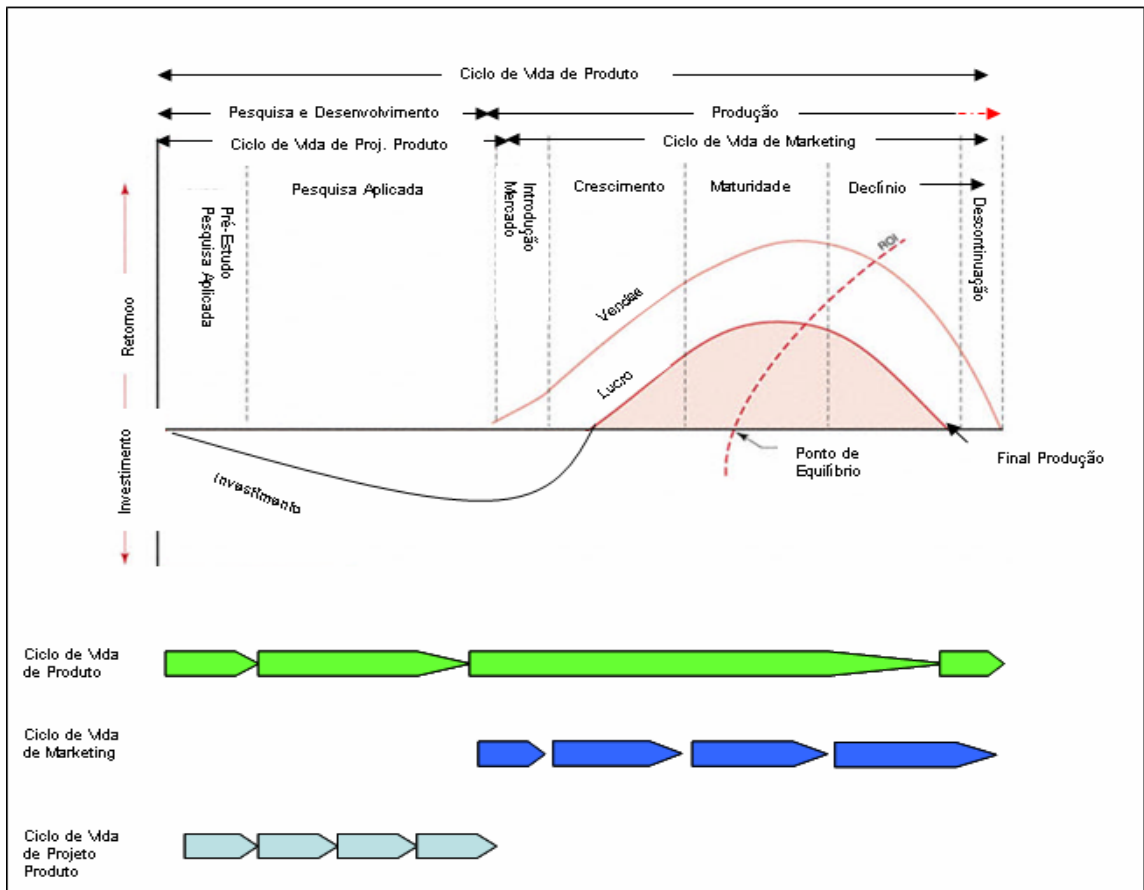 Ciclo de Vida de Produto
Pesquisa e Desenvolvimento
Produção
Ciclo de Vida de Proj. Produto
Ciclo de Vida de Marketing
Pré-Estudo
Pesquisa Aplicada
Pesquisa Aplicada
Introdução
Mercado
Crescimento
Maturidade
Declínio
Descontinuação
ROI
Vendas
Lucro
Retornoo
Investimento
Investimento
Ponto de
Equilíbrio
Final Produção
Ciclo de Vida
de Produto
Ciclo de Vida
de Marketing
Ciclo de Vida
de Projeto
Produto